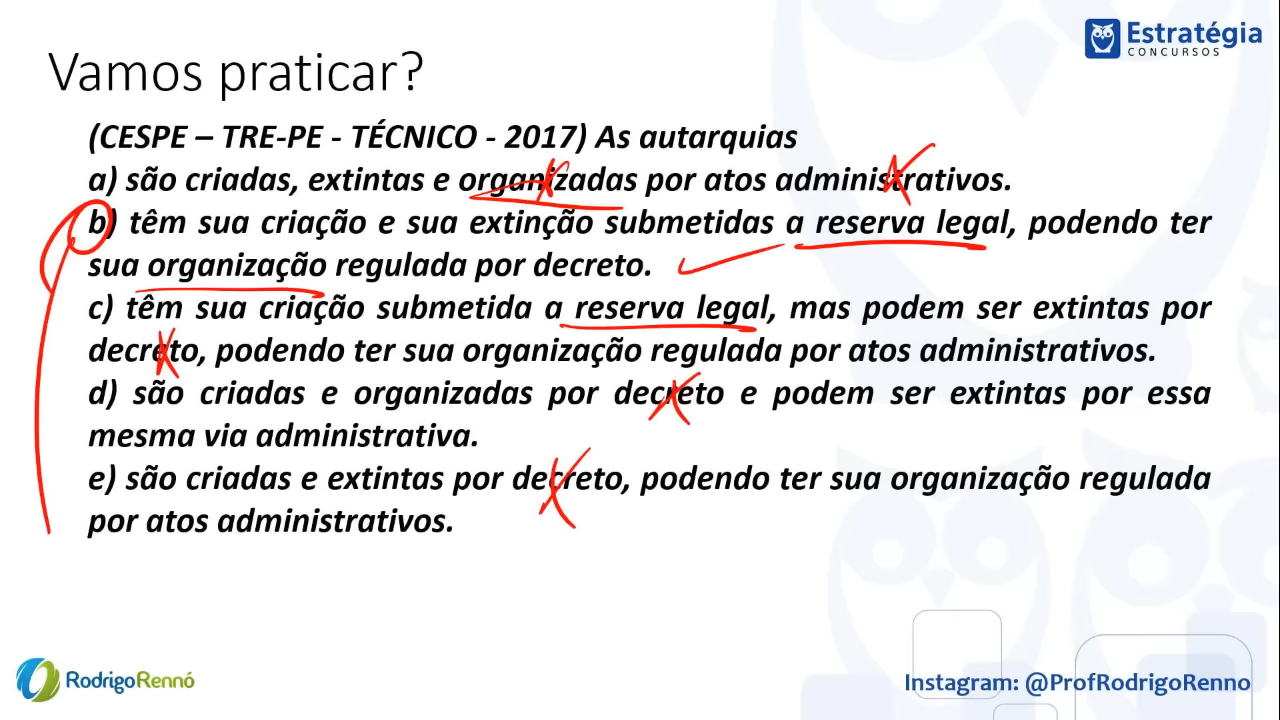 Estratégia
CONCURSOS
Vamos praticar?
(CESPE – TRE-PE - TÉCNICO - 2017) As autarquias
a) são criadas, extintas e organizadas por atos administrativos.
b) têm sua criação e sua extinção submetidas a reserva legal, podendo ter
sua organização regulada por decreto.
c) têm sua criação submetida a reserva legal, mas podem ser extintas por
decreto, podendo ter sua organização regulada por atos administrativos.
d) são criadas e organizadas por decreto e podem ser extintas por essa
mesma via administrativa.
e) são criadas e extintas por decreto, podendo ter sua organização regulada
por atos administrativos.
RodrigoRennó
Instagram: @ProfRodrigoRenno